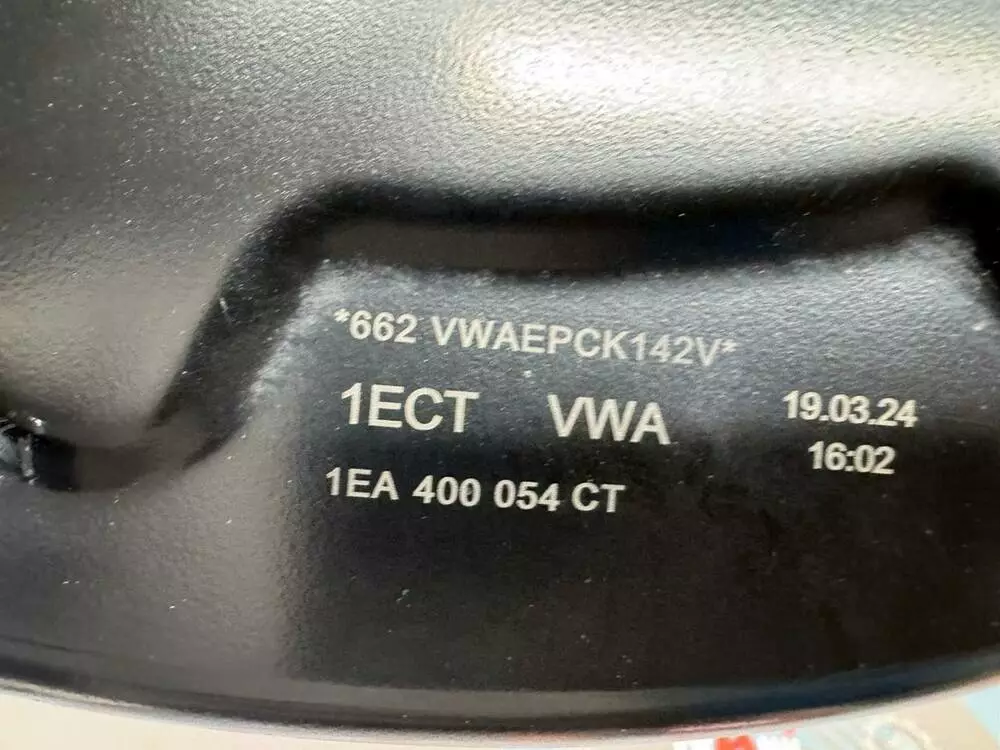 *662 VWAEPCK142V*
1ECT VWA
19.03.24
16:02
1EA 400 054 CT